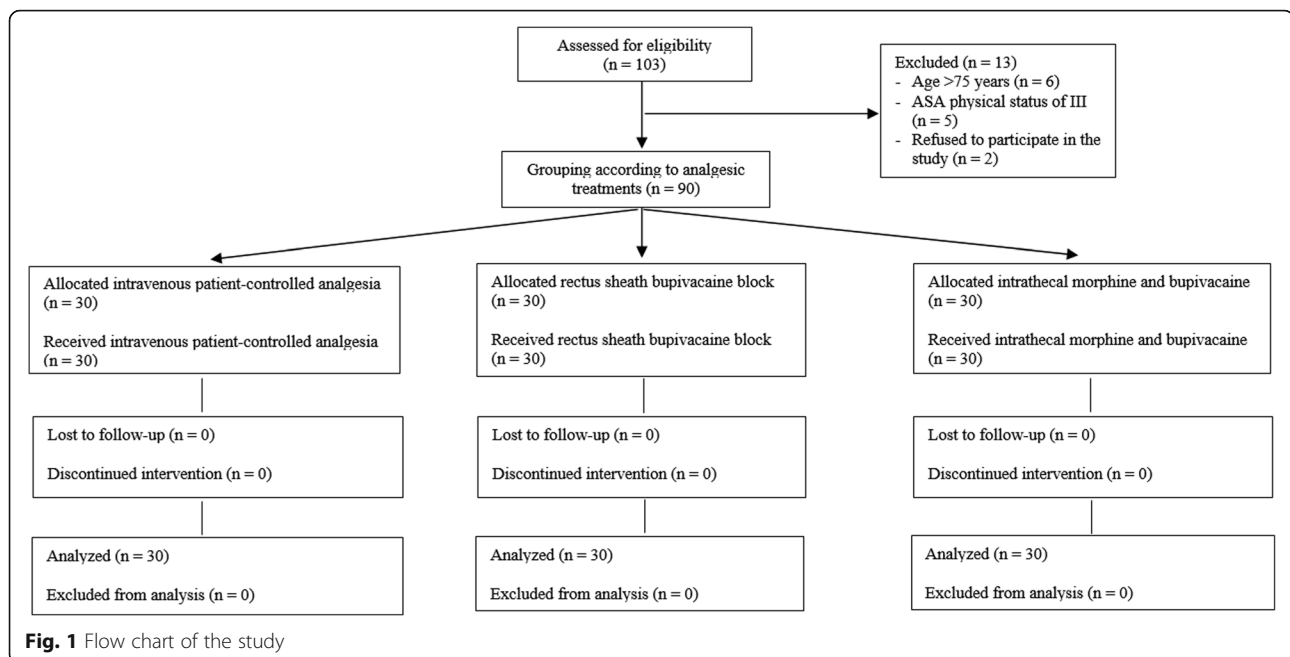 Assessed for eligibility
(n = 103)
Excluded (n = 13)
- Age >75 years (n = 6)
- ASA physical status of III
(n = 5)
- Refused to participate in the
study (n = 2)
Grouping according to analgesic
treatments (n = 90)
Allocated intravenous patient-controlled analgesia
(n = 30)
Received intravenous patient-controlled analgesia
(n = 30)
Allocated rectus sheath bupivacaine block
(n = 30)
Received rectus sheath bupivacaine block
(n = 30)
Allocated intrathecal morphine and bupivacaine
(n = 30)
Received intrathecal morphine and bupivacaine
(n = 30)
Lost to follow-up (n = 0)
Discontinued intervention (n = 0)
Lost to follow-up (n = 0)
Discontinued intervention (n = 0)
Lost to follow-up (n = 0)
Discontinued intervention (n = 0)
Analyzed (n = 30)
Excluded from analysis (n = 0)
Analyzed (n = 30)
Excluded from analysis (n = 0)
Analyzed (n = 30)
Excluded from analysis (n = 0)
Fig. 1 Flow chart of the study